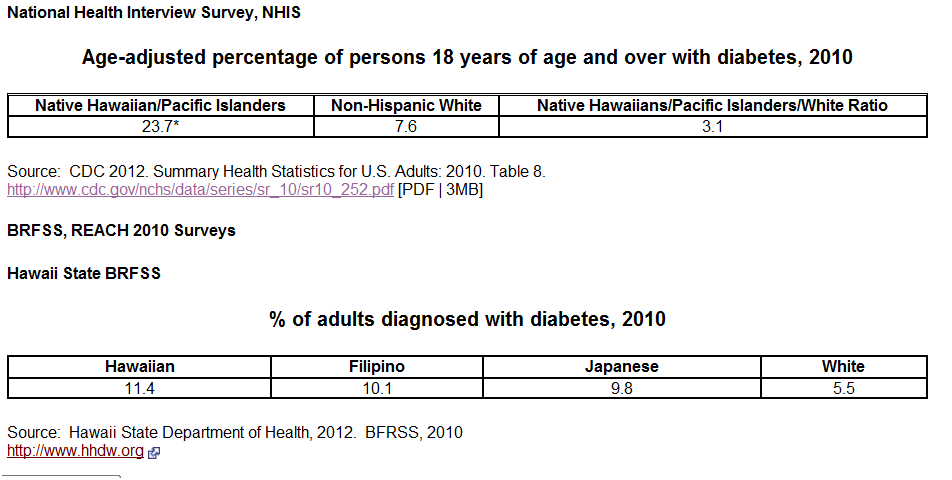 National Health Interview Survey, NHIS
Age-adjusted percentage of persons 18 years of age and over with diabetes, 2010
Native Hawaiian/Pacific Islanders Non-Hispanic White Native Hawaiians/Pacific Islanders/White Ratio
23.7* 7.6 3.1
Source:  CDC 2012. Summary Health Statistics for U.S. Adults: 2010. Table 8.
http://www.cdc.gov/nchs/data/series/sr_10/sr10_252.pdf [PDF | 3MB]
BRFSS, REACH 2010 Surveys
Hawaii State BRFSS
% of adults diagnosed with diabetes, 2010
Hawaiian Filipino Japanese White
11.4 10.1 9.8 5.5
Source:  Hawaii State Department of Health, 2012.  BFRSS, 2010
http://www.hhdw.org